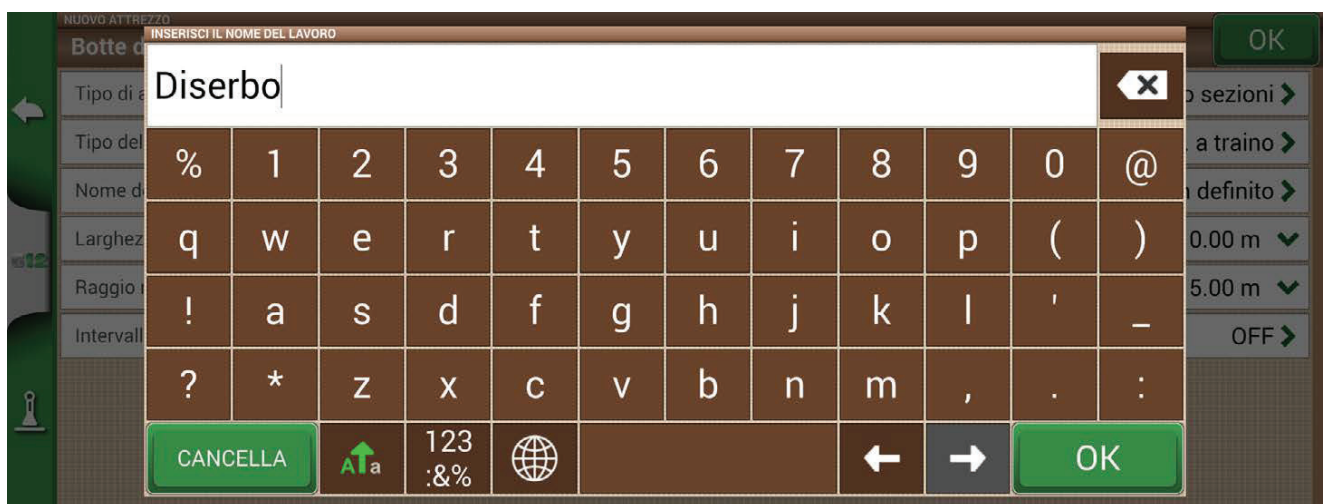 NUOVO ATTREZZO
INSERISCI IL NOME DEL LAVORO
Botte d
OK
Diserbo
Tipo di a
o sezioni
Tipo del
a traino
Nome de
definito
Larghez
0.00 m
Raggio
5.00 m
Intervall
OFF
% 1 2 3 4 5 6 7 8 9 0 @
q w e r t y u i o p ( )
! a s d f g h j k l ' _
? * z x c v b n m , . :
CANCELLA
A a
123
:&%
OK